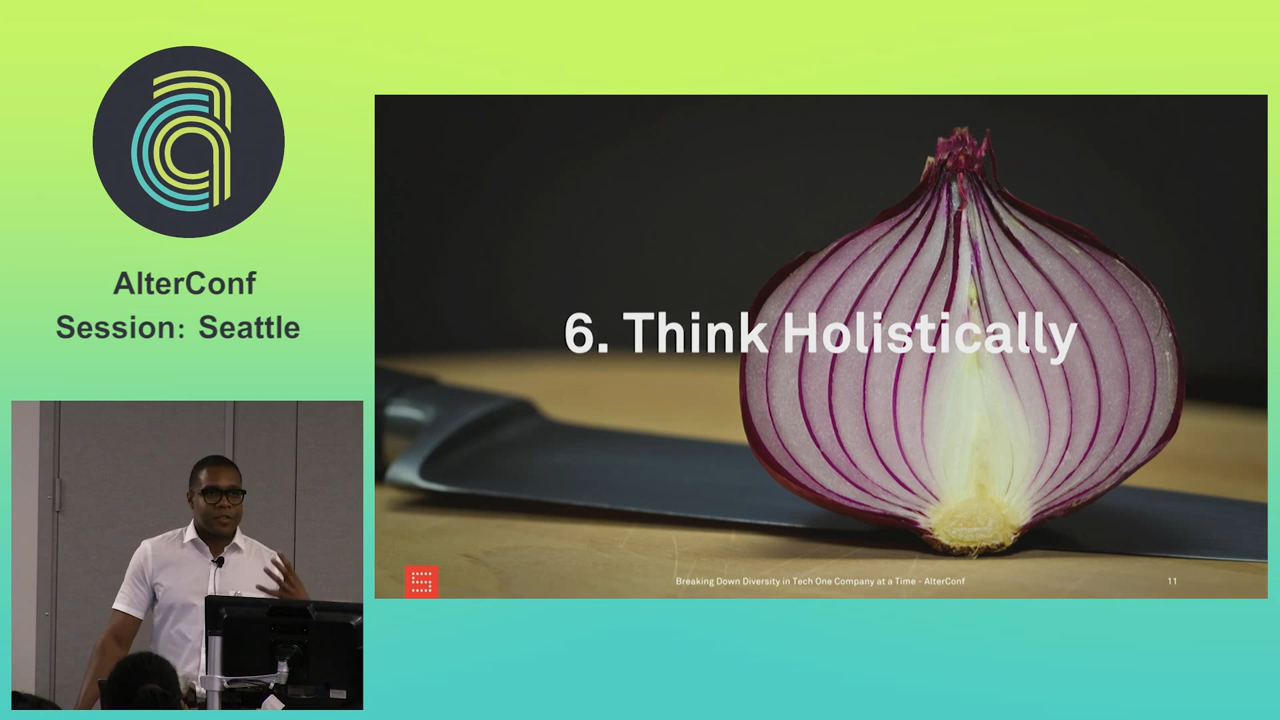 AlterConf
Session: Seattle
6. Think Holistically
Breaking Down Diversity in Tech One Company at a Time - AlterConf
11